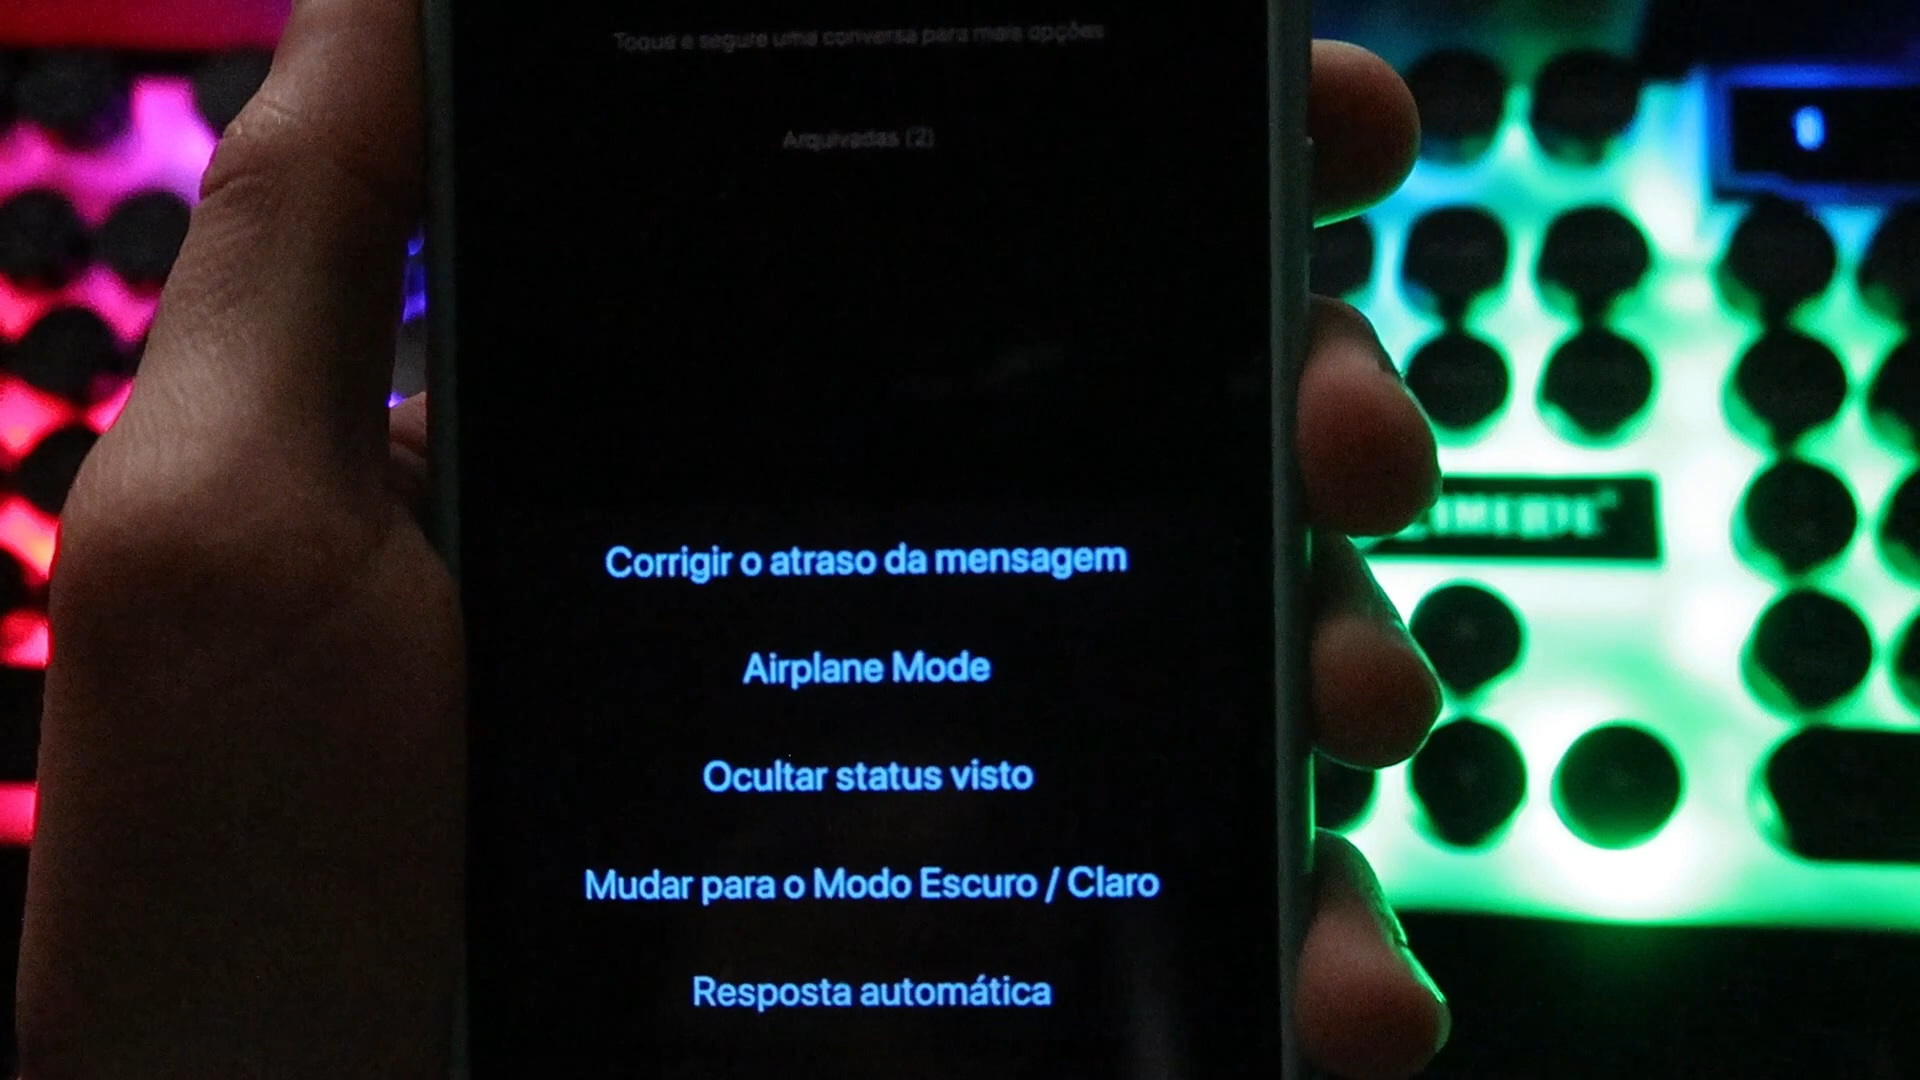 Toque e segure uma conversa para mais opções
Arquivadas (2)
Corrigir o atraso da mensagem
Airplane Mode
Ocultar status visto
Mudar para o Modo Escuro / Claro
Resposta automática